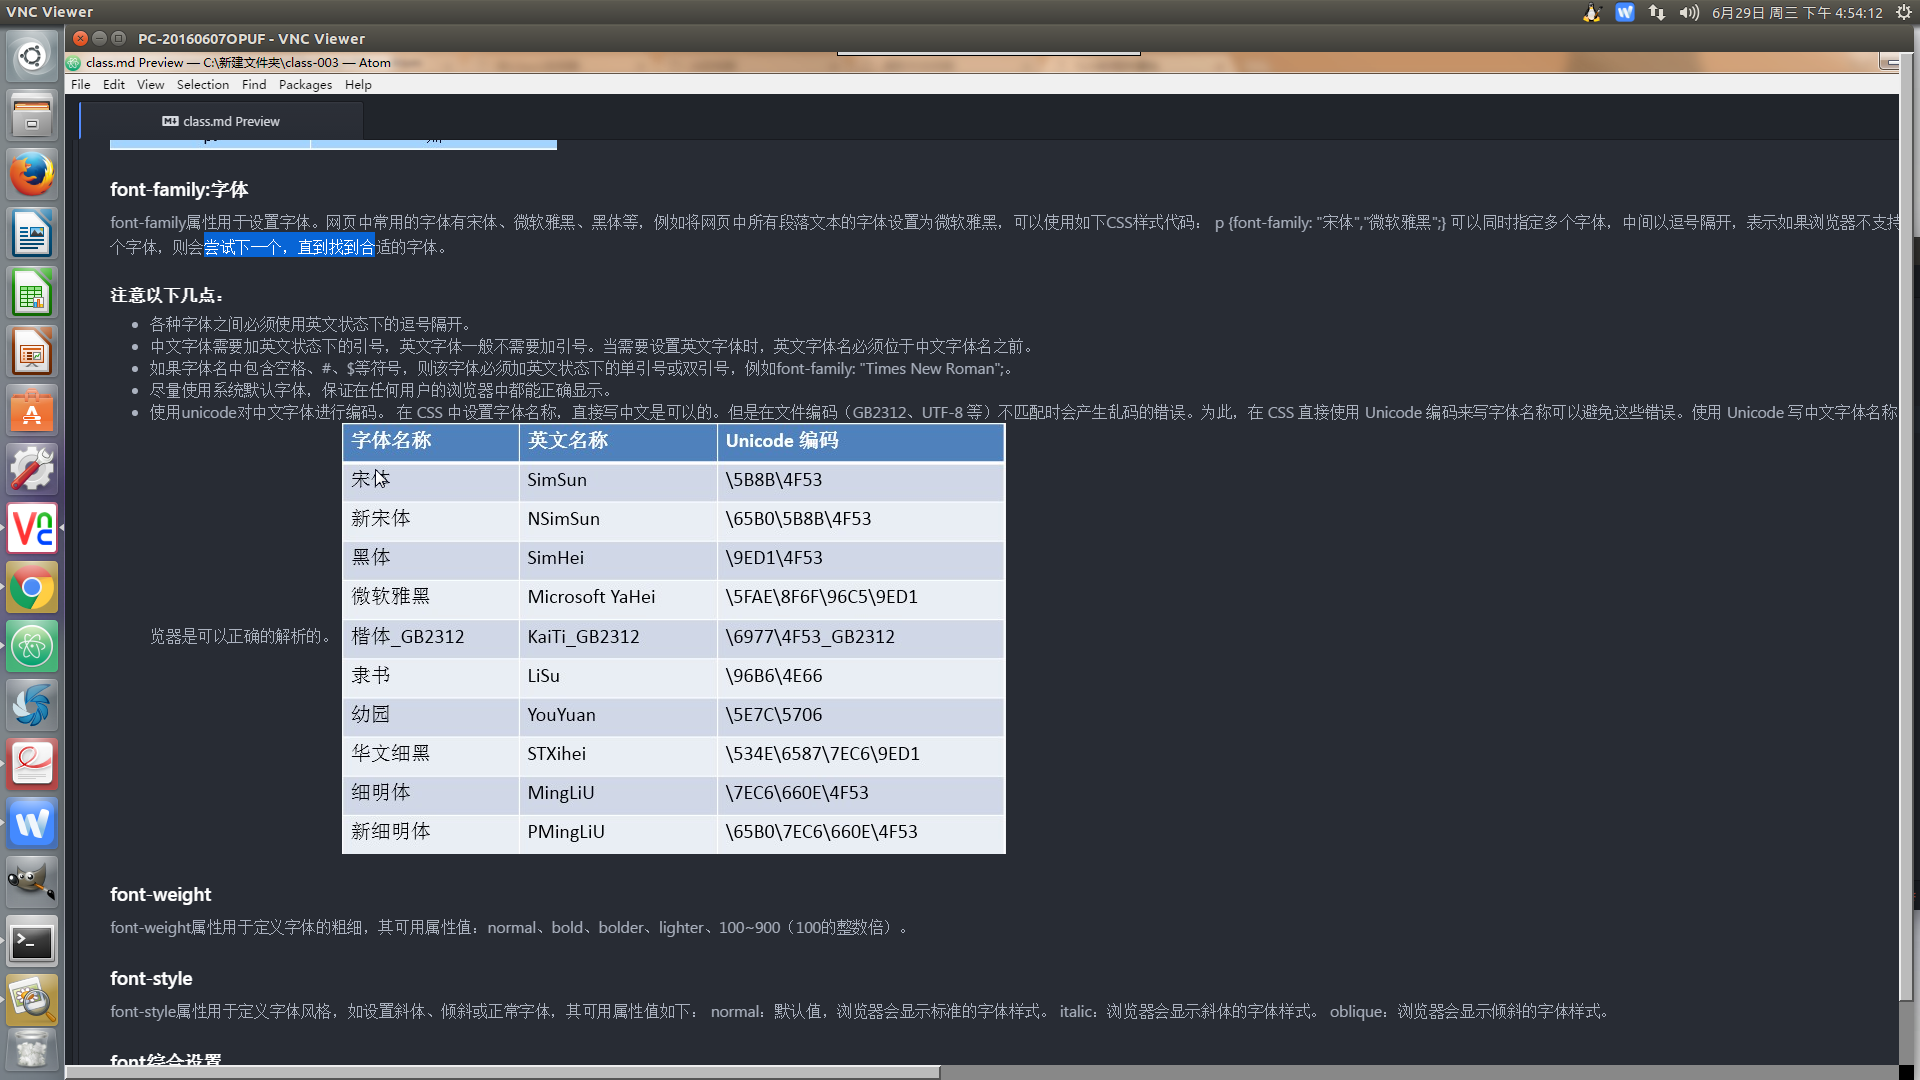 VNC Viewer
6月29日 周三 下午 4:54:12
PC-20160607OPUF - VNC Viewer
class.md Preview — C:\新建文件夹\class-003 — Atom
File Edit View Selection Find Packages Help
class.md Preview
font-family:字体
font-family属性用于设置字体。网页中常用的字体有宋体、微软雅黑、黑体等，例如将网页中所有段落文本的字体设置为微软雅黑，可以使用如下CSS样式代码： p {font-family: "宋体","微软雅黑";} 可以同时指定多个字体，中间以逗号隔开，表示如果浏览器不支持
个字体，则会尝试下一个，直到找到合适的字体。
注意以下几点：
各种字体之间必须使用英文状态下的逗号隔开。
中文字体需要加英文状态下的引号，英文字体一般不需要加引号。当需要设置英文字体时，英文字体名必须位于中文字体名之前。
如果字体名中包含空格、#、$等符号，则该字体必须加英文状态下的单引号或双引号，例如font-family: "Times New Roman";。
尽量使用系统默认字体，保证在任何用户的浏览器中都能正确显示。
使用unicode对中文字体进行编码。 在 CSS 中设置字体名称，直接写中文是可以的。但是在文件编码（GB2312、UTF-8 等）不匹配时会产生乱码的错误。为此，在 CSS 直接使用 Unicode 编码来写字体名称可以避免这些错误。使用 Unicode 写中文字体名称
览器是可以正确的解析的。
字体名称 英文名称 Unicode 编码
宋体 SimSun \5B8B\4F53
新宋体 NSimSun \65B0\5B8B\4F53
黑体 SimHei \9ED1\4F53
微软雅黑 Microsoft YaHei \5FAE\8F6F\96C5\9ED1
楷体_GB2312 KaiTi_GB2312 \6977\4F53_GB2312
隶书 LiSu \96B6\4E66
幼园 YouYuan \5E7C\5706
华文细黑 STXihei \534E\6587\7EC6\9ED1
细明体 MingLiU \7EC6\660E\4F53
新细明体 PMingLiU \65B0\7EC6\660E\4F53
font-weight
font-weight属性用于定义字体的粗细，其可用属性值：normal、bold、bolder、lighter、100~900（100的整数倍）。
font-style
font-style属性用于定义字体风格，如设置斜体、倾斜或正常字体，其可用属性值如下： normal：默认值，浏览器会显示标准的字体样式。 italic：浏览器会显示斜体的字体样式。 oblique：浏览器会显示倾斜的字体样式。
font综合设置